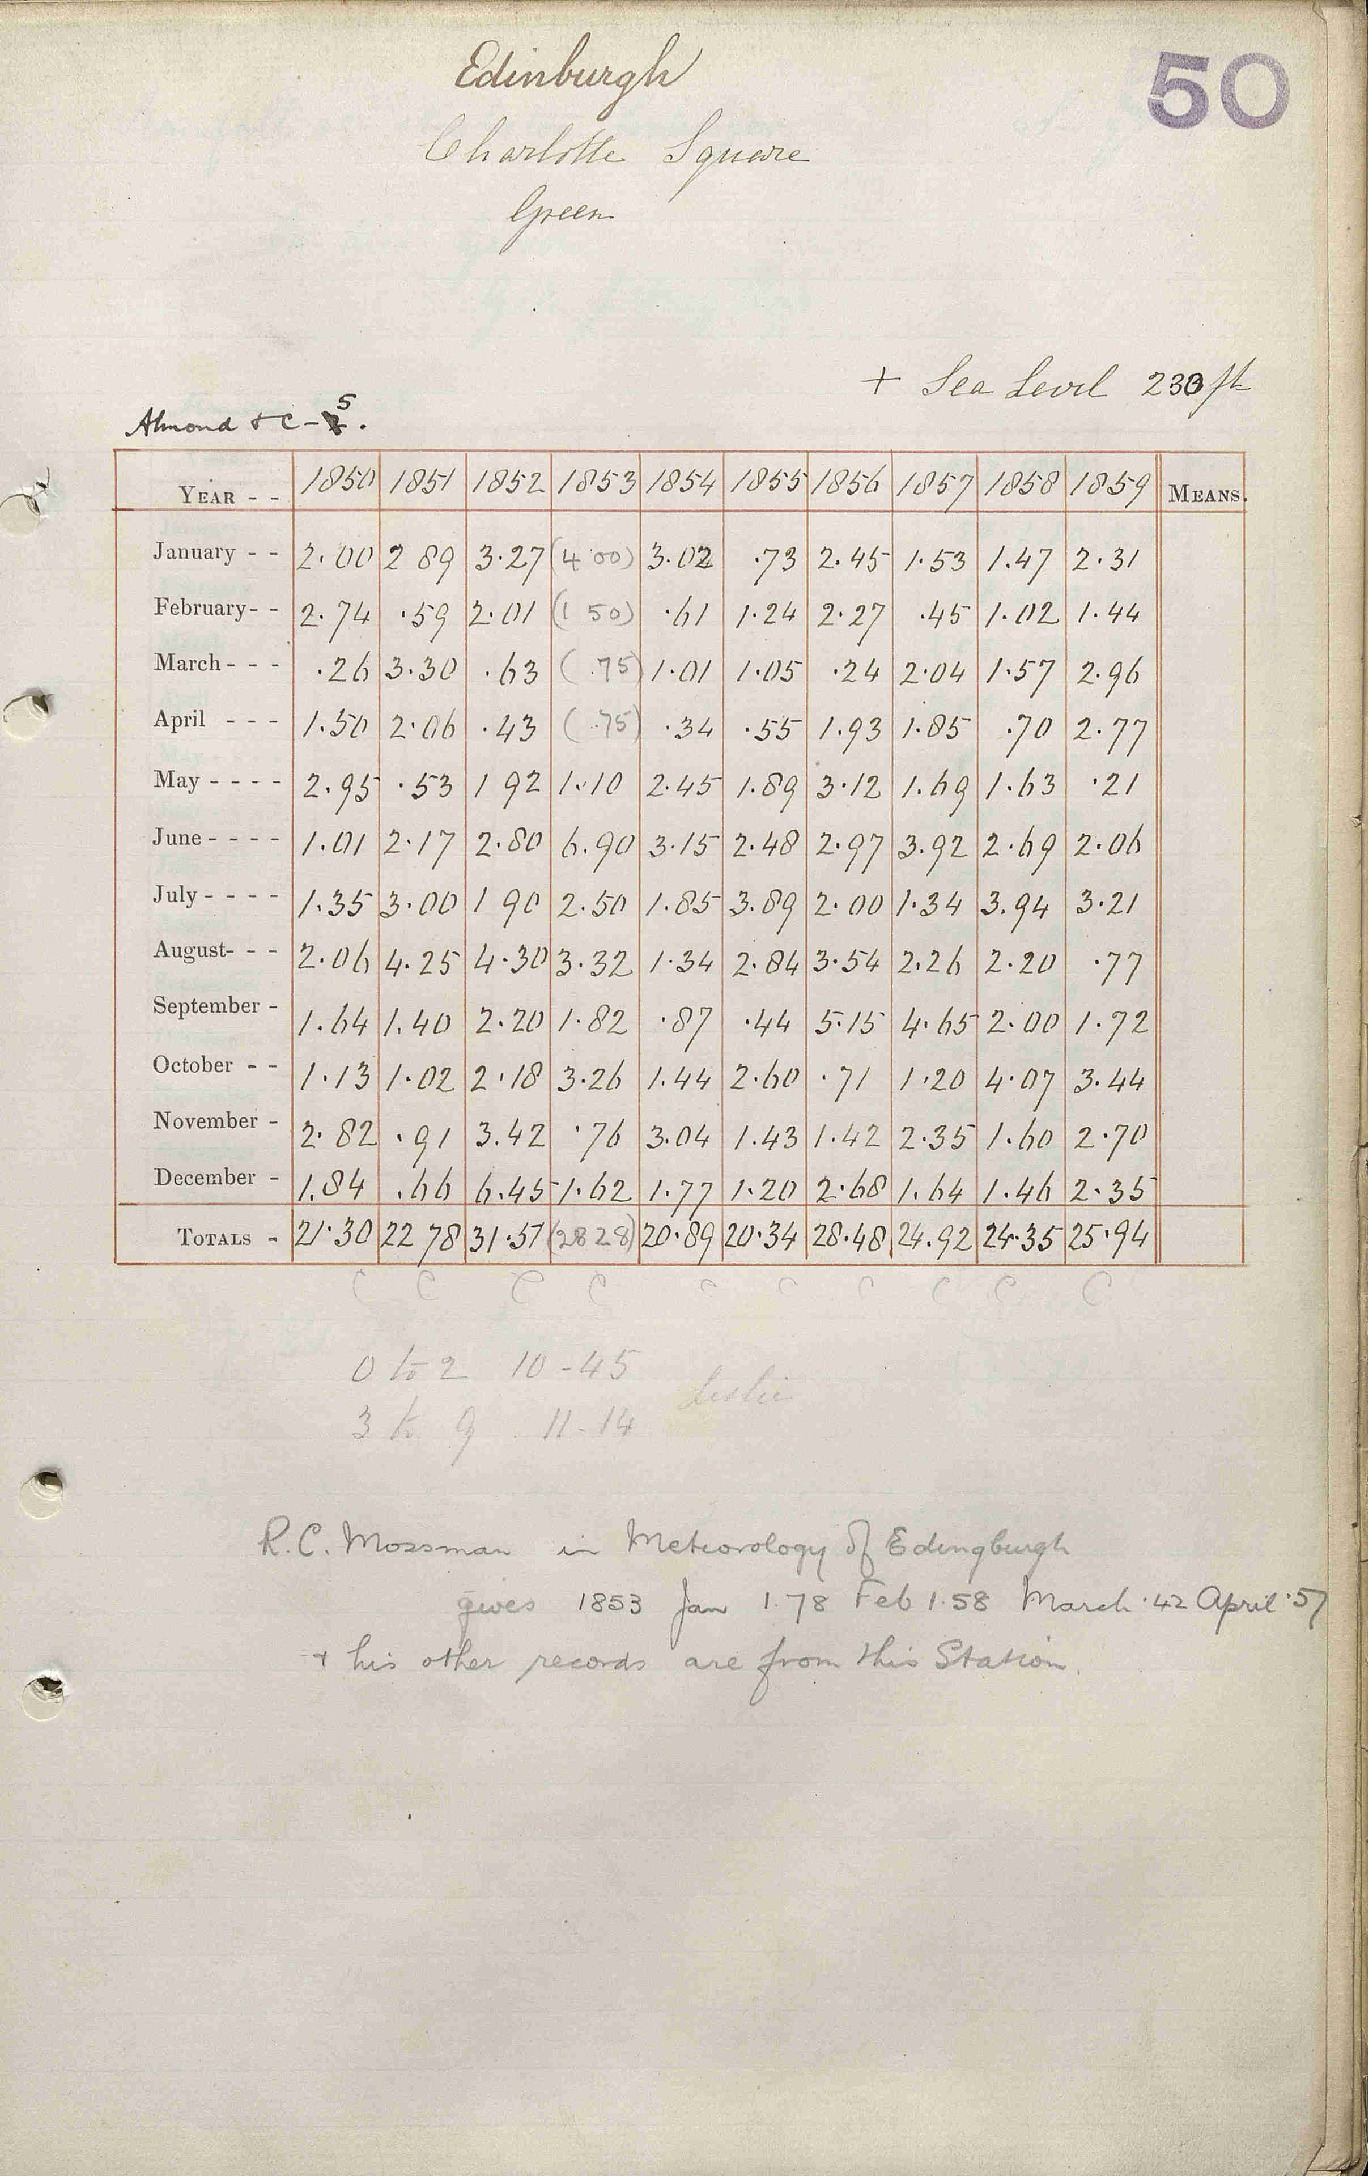 50
Edinburgh
Charlotte Square
Green
+ Sea Level 230 ft
Almond & C - 5.
YEAR - - 1850 1851 1852 1853 1854 1855 1856 1857 1858 1859 MEANS.
January - - 2.00 2 89 3.27 (4 00) 3.02 .73 2.45 1.53 1.47 2.31
February - - 2.74 .59 2.01 (1 50) .61 1.24 2.27 .45 1.02 1.44
March - - - .26 3.30 .63 ( .75) 1.01 1.05 .24 2.04 1.57 2.96
April - - - 1.50 2.06 .43 ( .75) .34 .55 1.93 1.85 .70 2.77
May - - - - 2.95 .53 1 92 1.10 2.45 1.89 3.12 1.69 1.63 .21
June - - - - 1.01 2.17 2.80 6.90 3.15 2.48 2.97 3.92 2.69 2.06
July - - - - 1.35 3.00 1 90 2.50 1.85 3.89 2.00 1.34 3.94 3.21
August - - - 2.06 4.25 4.30 3.32 1.34 2.84 3.54 2.26 2.20 .77
September - 1.64 1.40 2.20 1.82 .87 .44 5.15 4.65 2.00 1.72
October - - 1.13 1.02 2.18 3.26 1.44 2.60 .71 1.20 4.07 3.44
November - 2.82 .91 3.42 .76 3.04 1.43 1.42 2.35 1.60 2.70
December - 1.84 .66 6.45 1.62 1.77 1.20 2.68 1.64 1.46 2.35
TOTALS - 21.30 22 78 31.51 (28 28) 20.89 20.34 28.48 24.92 24.35 25.94
C C C C C C C C C C
0 to 2 10-45
Leslie
3 to 9 11-14
R.C. Mossman in Meteorology of Edingburgh
gives 1853 Jan 1.78 Feb 1.58 March .42 April .57
+ his other records are from this Station.